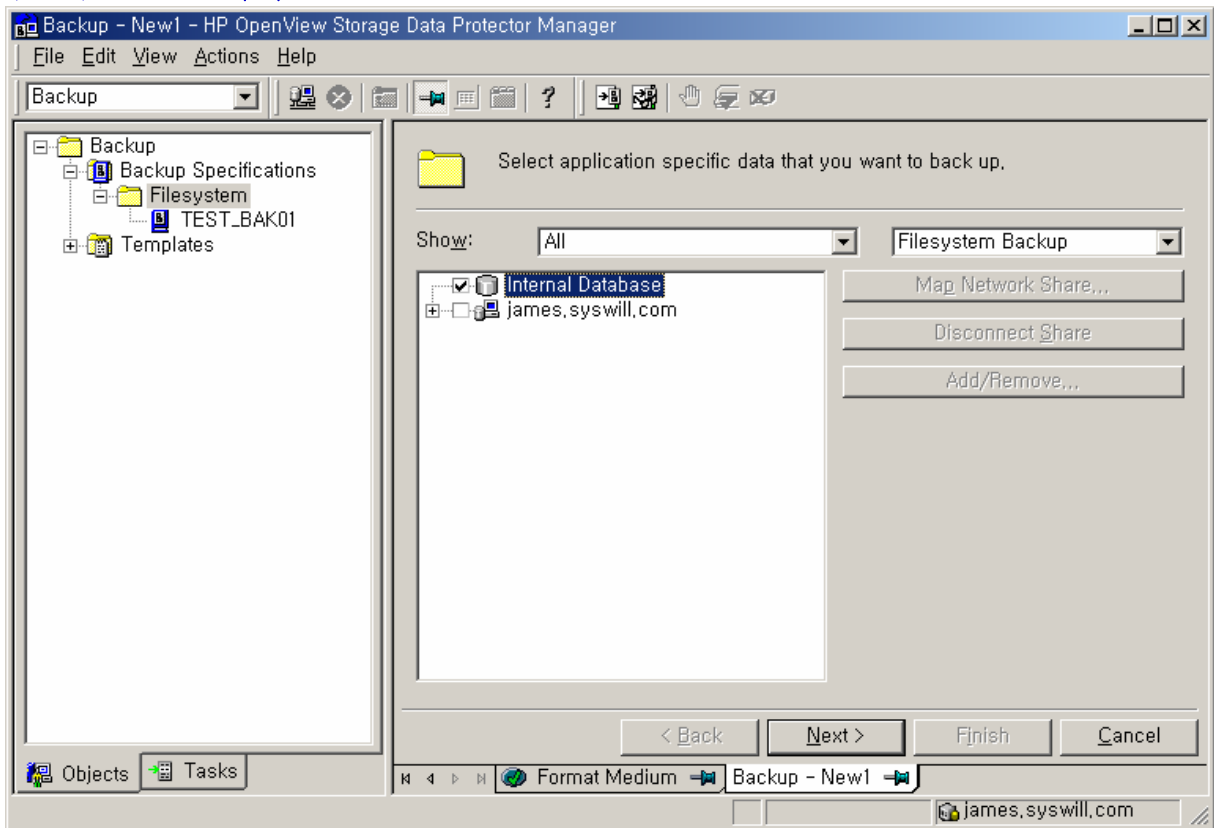 Backup - New1 - HP OpenView Storage Data Protector Manager
File Edit View Actions Help
Backup
Backup
Backup Specifications
Filesystem
TEST_BAK01
Templates
Objects Tasks
Select application specific data that you want to back up,
Show: All Filesystem Backup
Internal Database
james,syswill,com
Map Network Share,,,
Disconnect Share
Add/Remove,,,
< Back Next > Finish Cancel
Format Medium Backup - New1
james,syswill,com